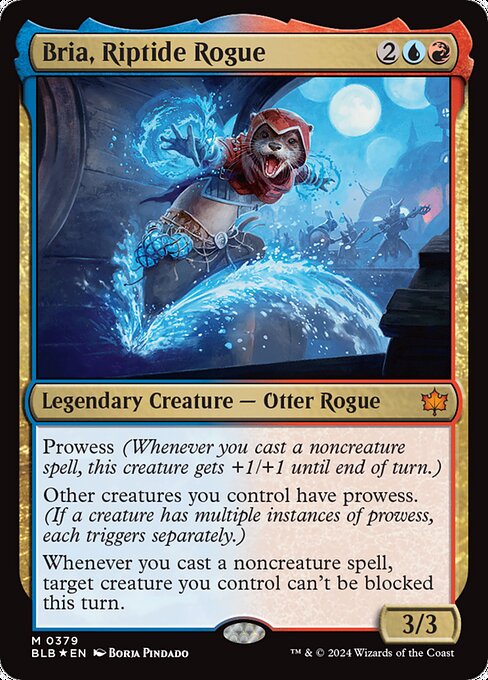 Bria, Riptide Rogue 2
Legendary Creature — Otter Rogue
Prowess (Whenever you cast a noncreature
spell, this creature gets +1/+1 until end of turn.)
Other creatures you control have prowess.
(If a creature has multiple instances of prowess,
each triggers separately.)
Whenever you cast a noncreature spell,
target creature you control can't be blocked
this turn.
3/3
M 0379
BLB ★ EN Borja Pindado
™ & © 2024 Wizards of the Coast